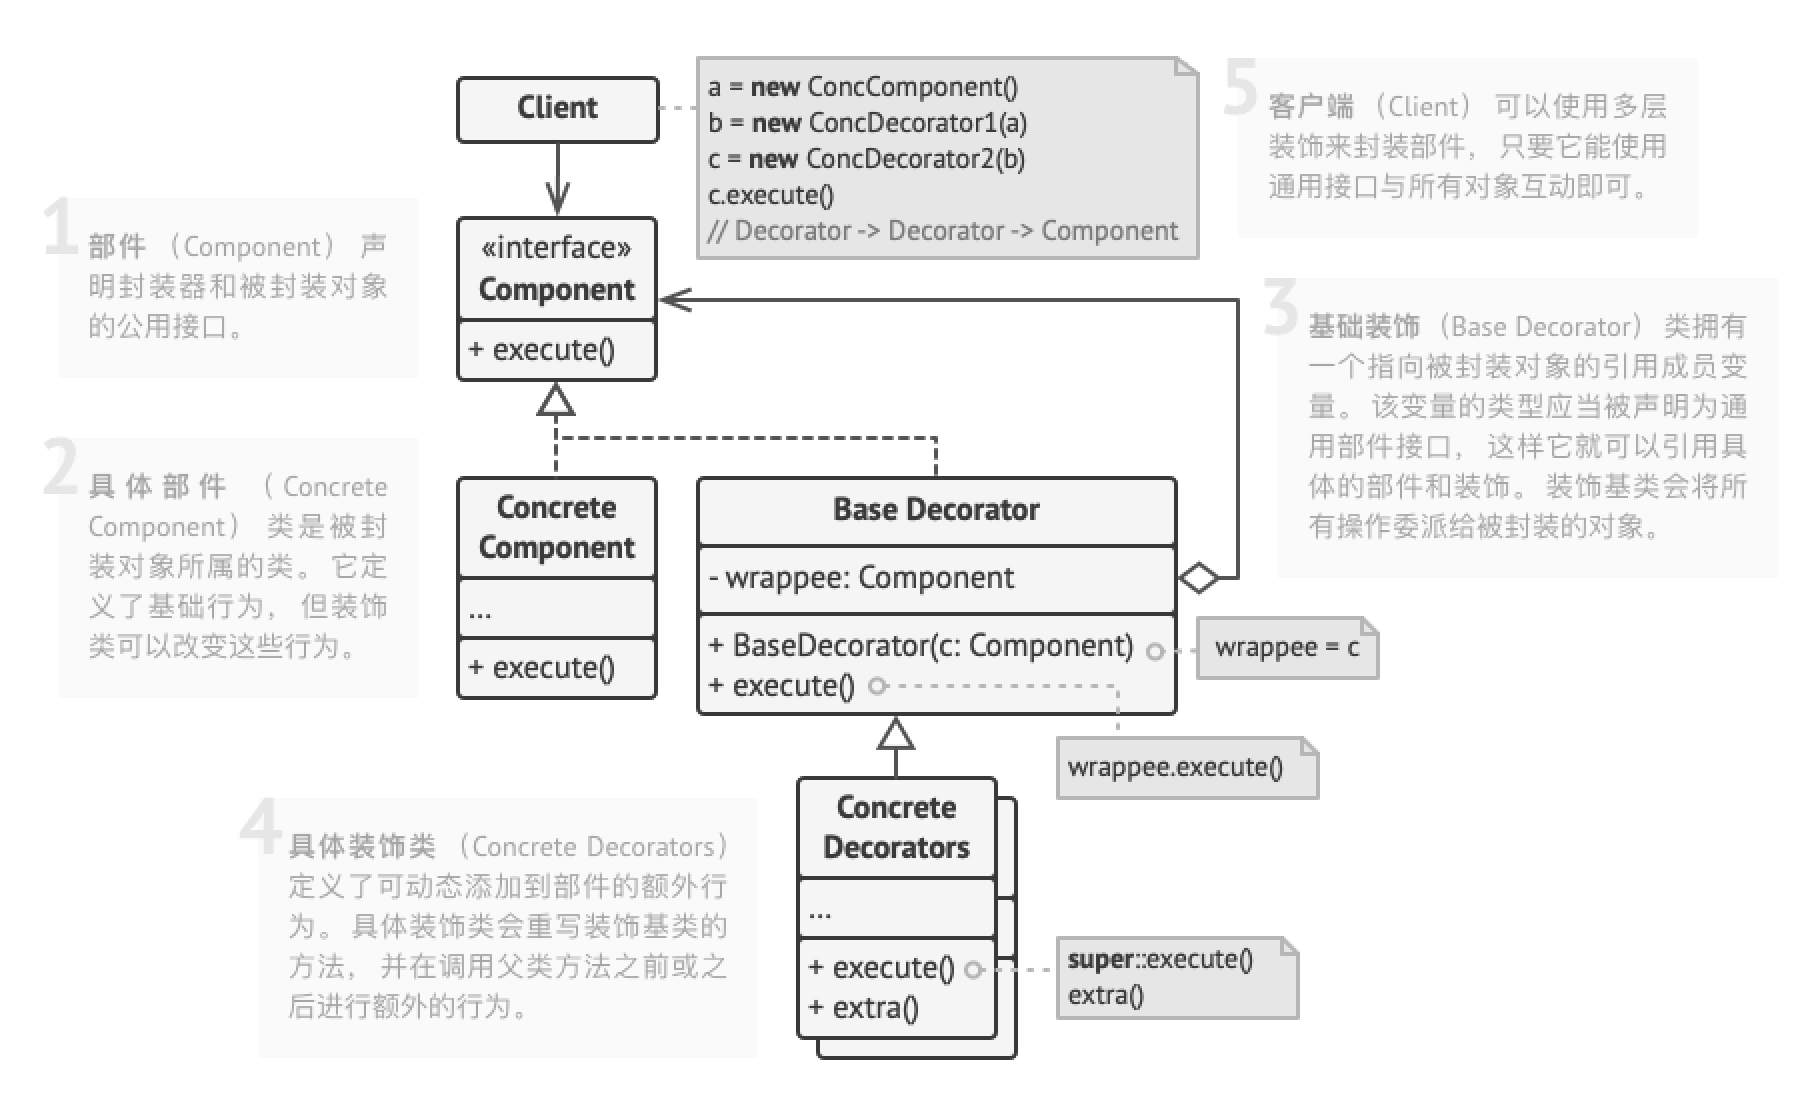 Client
a = new ConcComponent()
b = new ConcDecorator1(a)
c = new ConcDecorator2(b)
c.execute()
// Decorator -> Decorator -> Component
5
客户端 （Client） 可以使用多层
装饰来封装部件， 只要它能使用
通用接口与所有对象互动即可。
1
部件 （Component） 声
明封装器和被封装对象
的公用接口。
«interface»
Component
+ execute()
3
基础装饰 （Base Decorator） 类拥有
一个指向被封装对象的引用成员变
量。 该变量的类型应当被声明为通
用部件接口， 这样它就可以引用具
体的部件和装饰。 装饰基类会将所
有操作委派给被封装的对象。
2
具体部件 （Concrete
Component） 类是被封
装对象所属的类。 它定
义了基础行为， 但装饰
类可以改变这些行为。
Concrete
Component
...
+ execute()
Base Decorator
- wrappee: Component
+ BaseDecorator(c: Component)
+ execute()
wrappee = c
wrappee.execute()
4
具体装饰类 （Concrete Decorators）
定义了可动态添加到部件的额外行
为。 具体装饰类会重写装饰基类的
方法， 并在调用父类方法之前或之
后进行额外的行为。
Concrete
Decorators
...
+ execute()
+ extra()
super::execute()
extra()